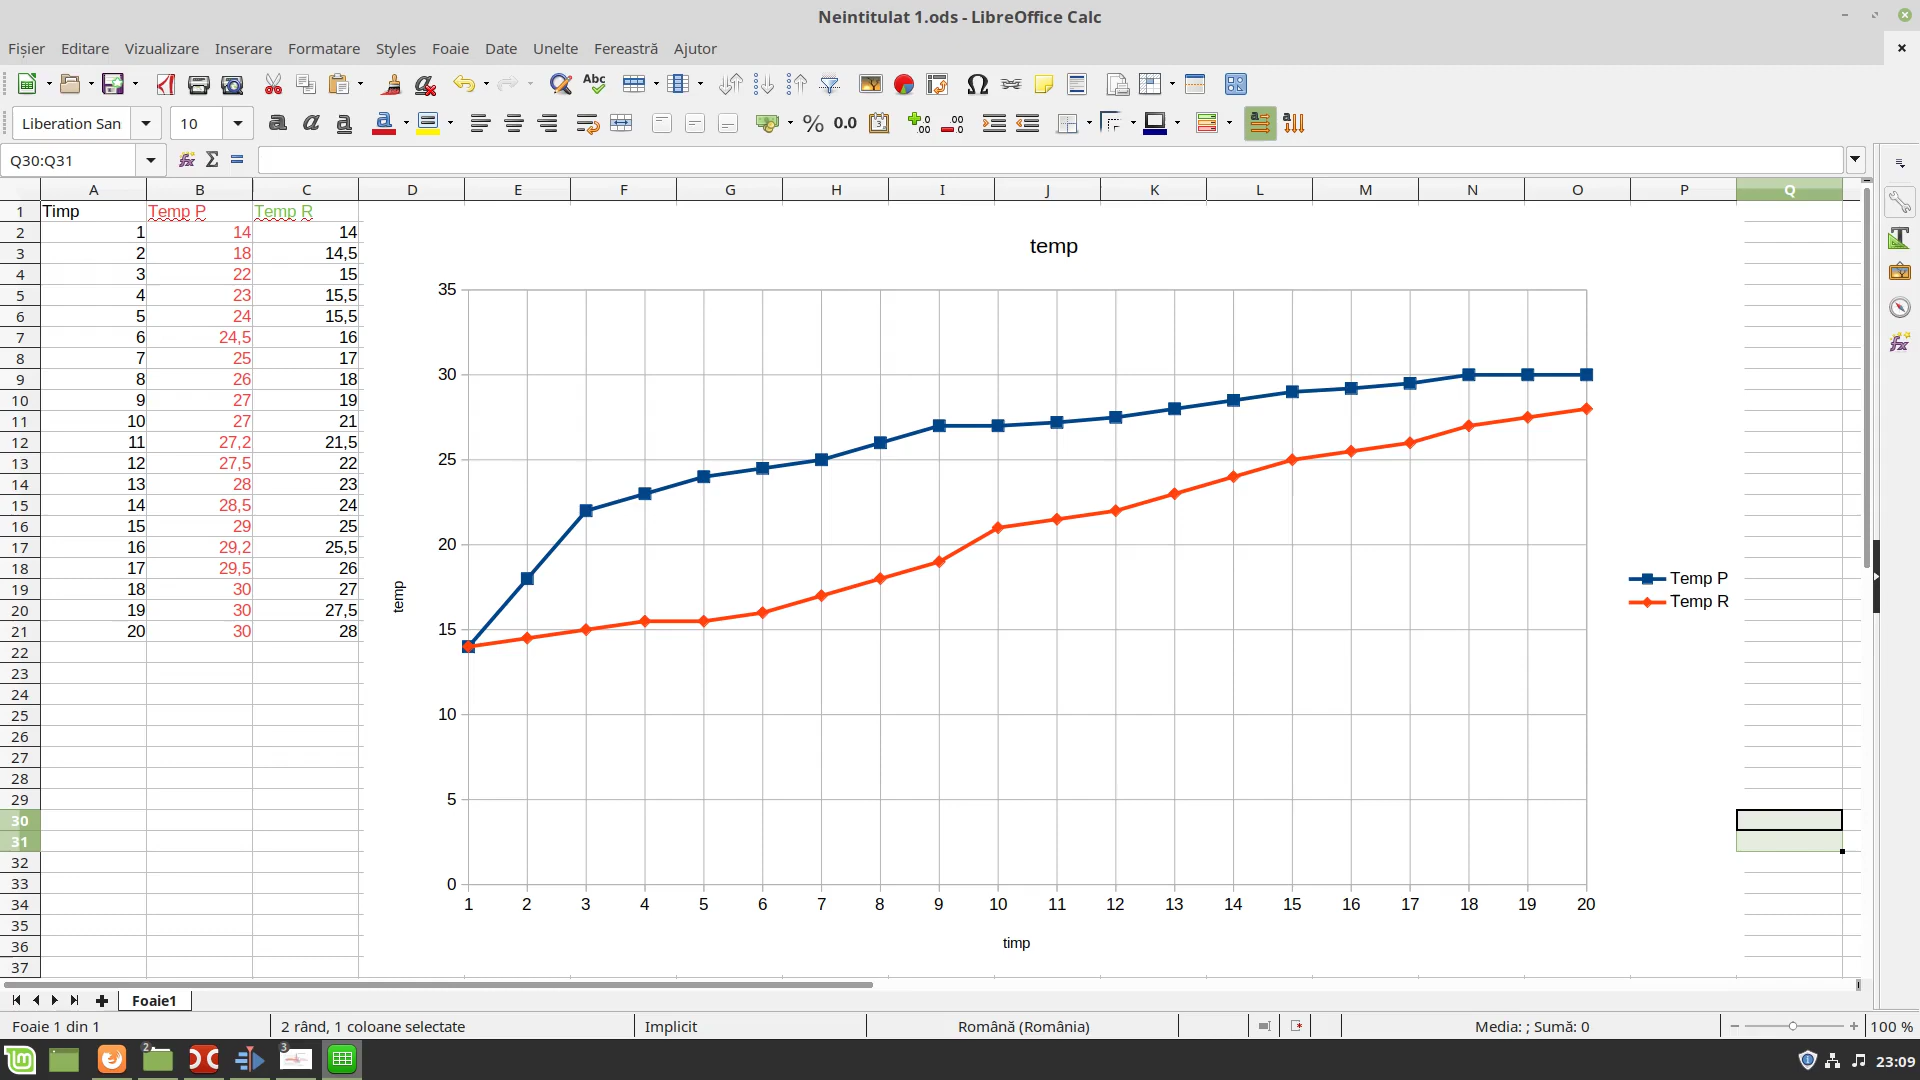 Neintitulat 1.ods - LibreOffice Calc
Fișier Editare Vizualizare Inserare Formatare Styles Foaie Date Unelte Fereastră Ajutor
Abc
Liberation San 10 a a a a % 0.0
Q30:Q31
A B C D E F G H I J K L M N O P Q
1 Timp Temp P Temp R
2 1 14 14
3 2 18 14,5
4 3 22 15
5 4 23 15,5
6 5 24 15,5
7 6 24,5 16
8 7 25 17
9 8 26 18
10 9 27 19
11 10 27 21
12 11 27,2 21,5
13 12 27,5 22
14 13 28 23
15 14 28,5 24
16 15 29 25
17 16 29,2 25,5
18 17 29,5 26
19 18 30 27
20 19 30 27,5
21 20 30 28
22
23
24
25
26
27
28
29
30
31
32
33
34
35
36
37
temp
35
30
25
20
15
10
5
0
temp
1 2 3 4 5 6 7 8 9 10 11 12 13 14 15 16 17 18 19 20
timp
Temp P
Temp R
Foaie1
Foaie 1 din 1 2 rând, 1 coloane selectate Implicit Română (România) Media: ; Sumă: 0 100 %
2 3 23:09